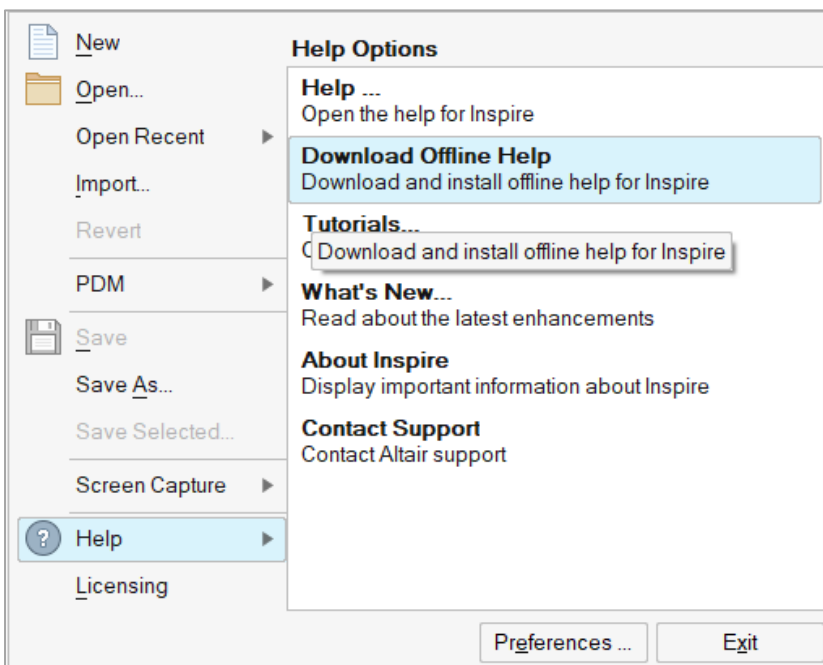 New
Open...
Open Recent
Import...
Revert
PDM
Save
Save As...
Save Selected...
Screen Capture
Help
Licensing
Help Options
Help ...
Open the help for Inspire
Download Offline Help
Download and install offline help for Inspire
Tutorials...
Download and install offline help for Inspire
What's New...
Read about the latest enhancements
About Inspire
Display important information about Inspire
Contact Support
Contact Altair support
Preferences ...
Exit